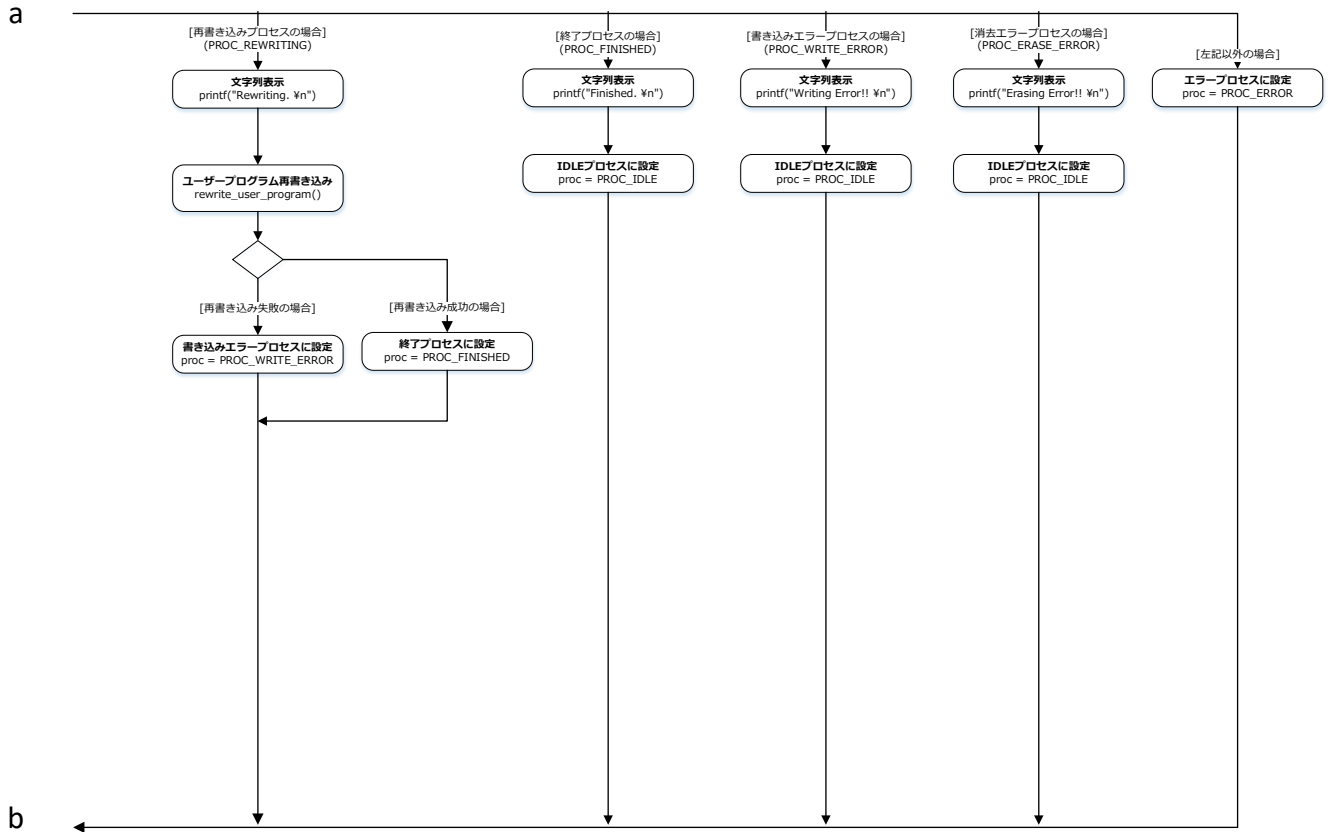 a
[再書き込みプロセスの場合]
(PROC_REWRITING)
[終了プロセスの場合]
(PROC_FINISHED)
[書き込みエラープロセスの場合]
(PROC_WRITE_ERROR)
[消去エラープロセスの場合]
(PROC_ERASE_ERROR)
[左記以外の場合]
文字列表示
printf("Rewriting. ¥n")
文字列表示
printf("Finished. ¥n")
文字列表示
printf("Writing Error!! ¥n")
文字列表示
printf("Erasing Error!! ¥n")
エラープロセスに設定
proc = PROC_ERROR
ユーザープログラム再書き込み
rewrite_user_program()
IDLEプロセスに設定
proc = PROC_IDLE
IDLEプロセスに設定
proc = PROC_IDLE
IDLEプロセスに設定
proc = PROC_IDLE
[再書き込み失敗の場合]
[再書き込み成功の場合]
書き込みエラープロセスに設定
proc = PROC_WRITE_ERROR
終了プロセスに設定
proc = PROC_FINISHED
b